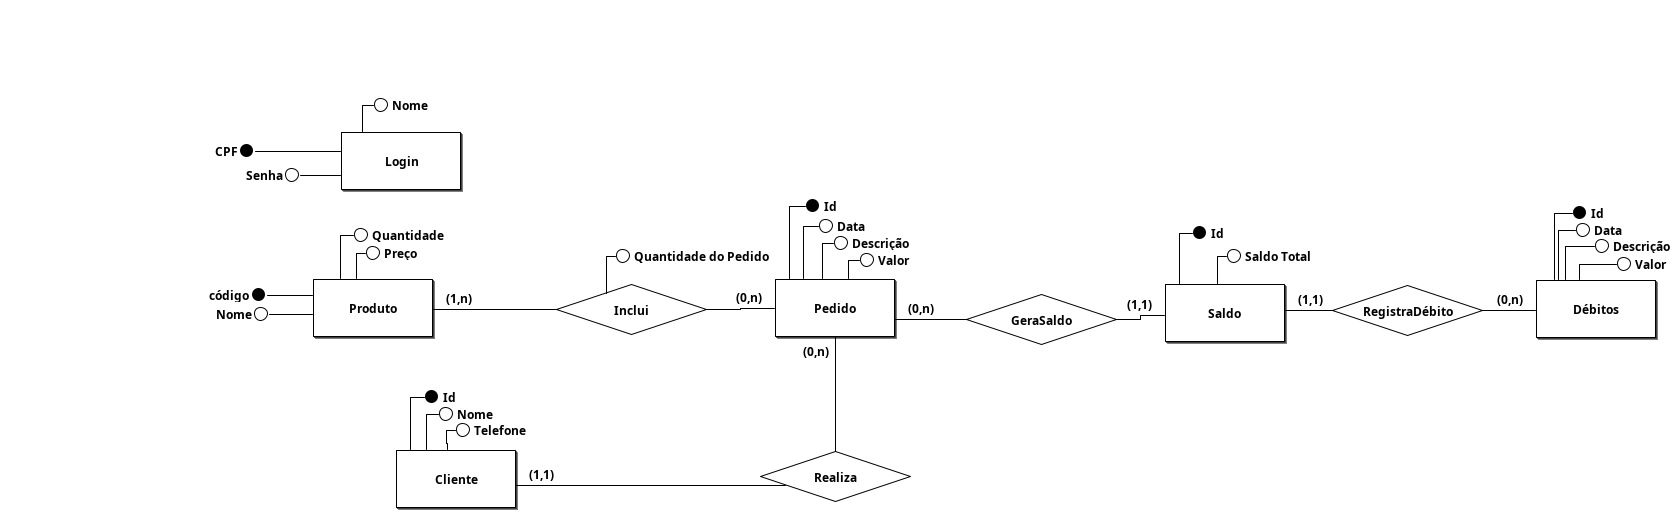 Nome
CPF
Login
Senha
Id
Data
Descrição
Valor
Id
Data
Descrição
Valor
Id
Saldo Total
Quantidade
Preço
código
Nome
Produto
(1,n)
Quantidade do Pedido
Inclui
(0,n)
Pedido
(0,n)
GeraSaldo
(1,1)
Saldo
(1,1)
RegistraDébito
(0,n)
Débitos
(0,n)
Id
Nome
Telefone
Cliente
(1,1)
Realiza